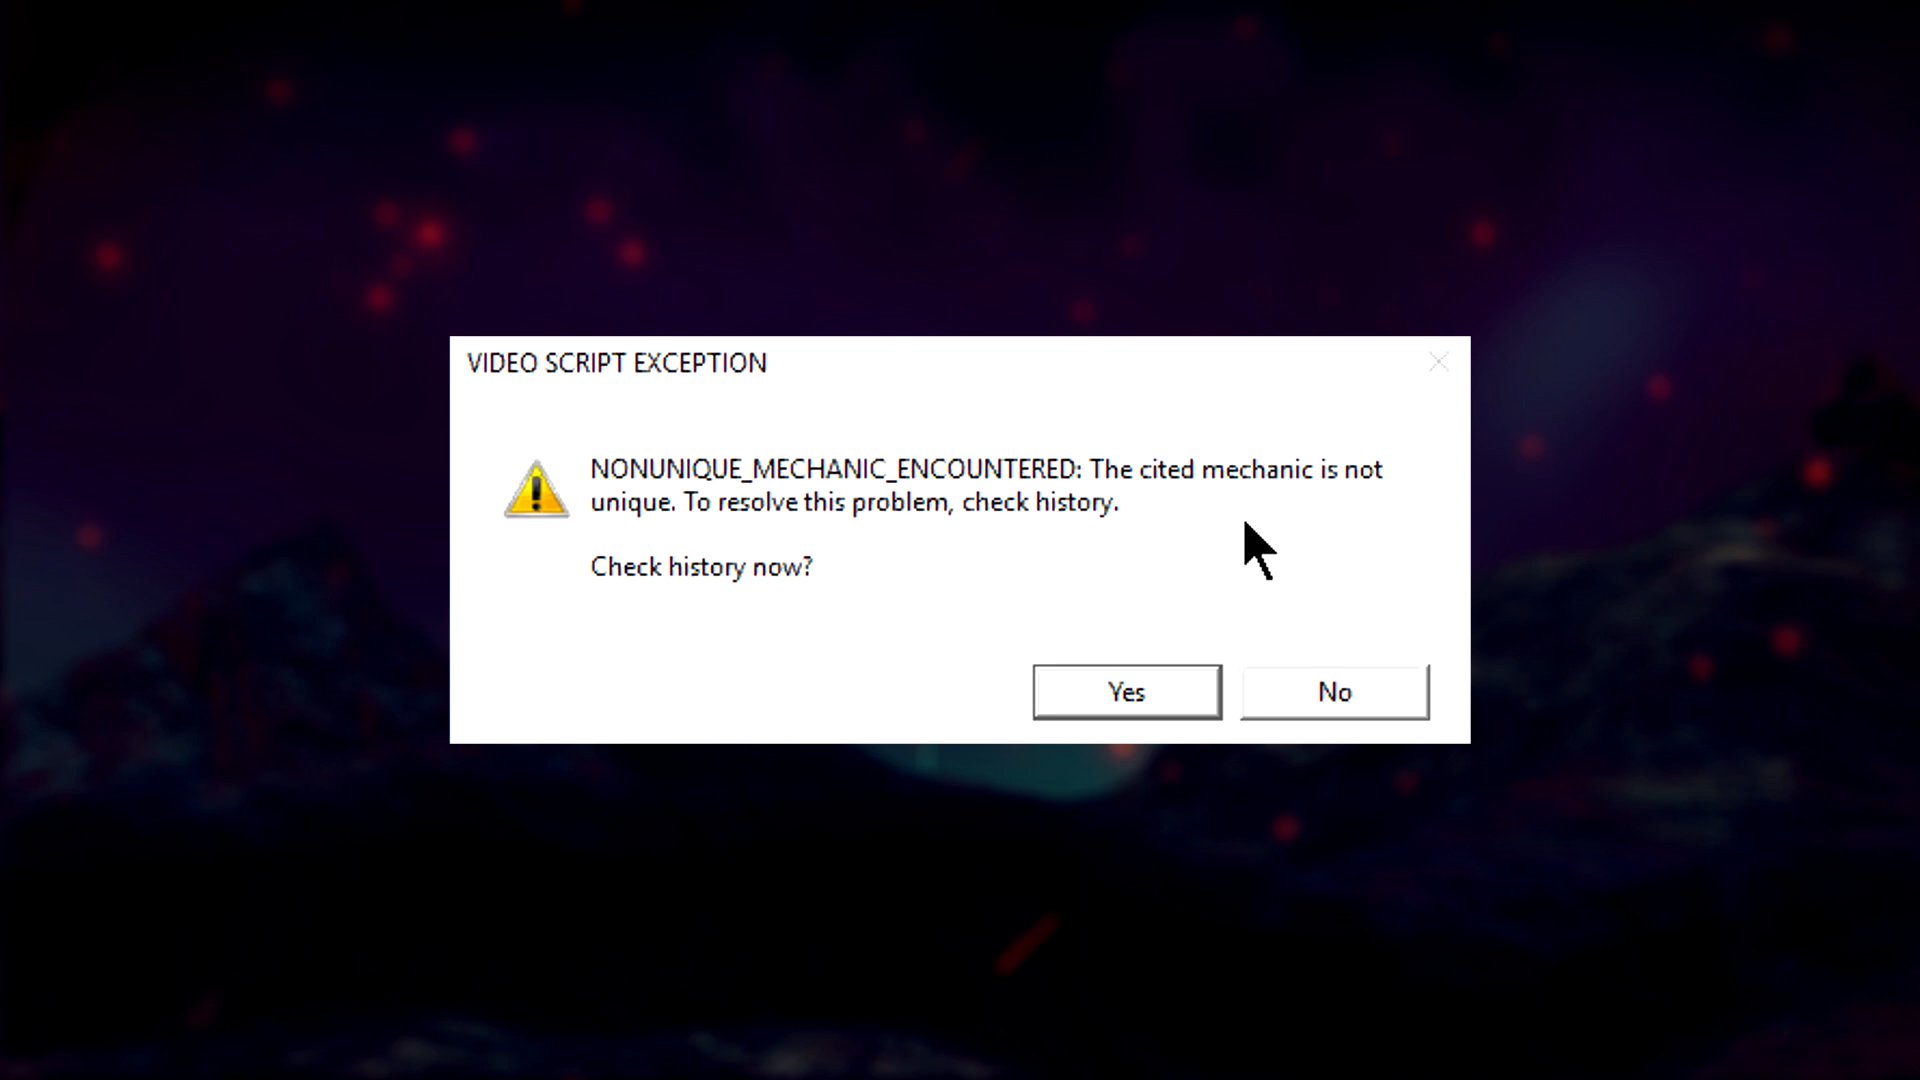 VIDEO SCRIPT EXCEPTION
NONUNIQUE_MECHANIC_ENCOUNTERED: The cited mechanic is not
unique. To resolve this problem, check history.
Check history now?
Yes
No